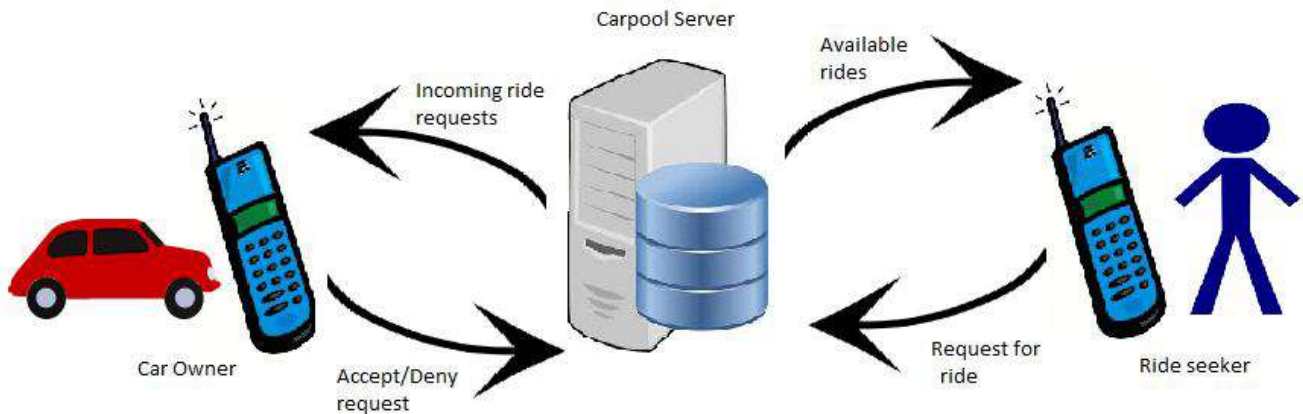 Carpool Server
Available
rides
Incoming ride
requests
Car Owner
Accept/Deny
request
Request for
ride
Ride seeker